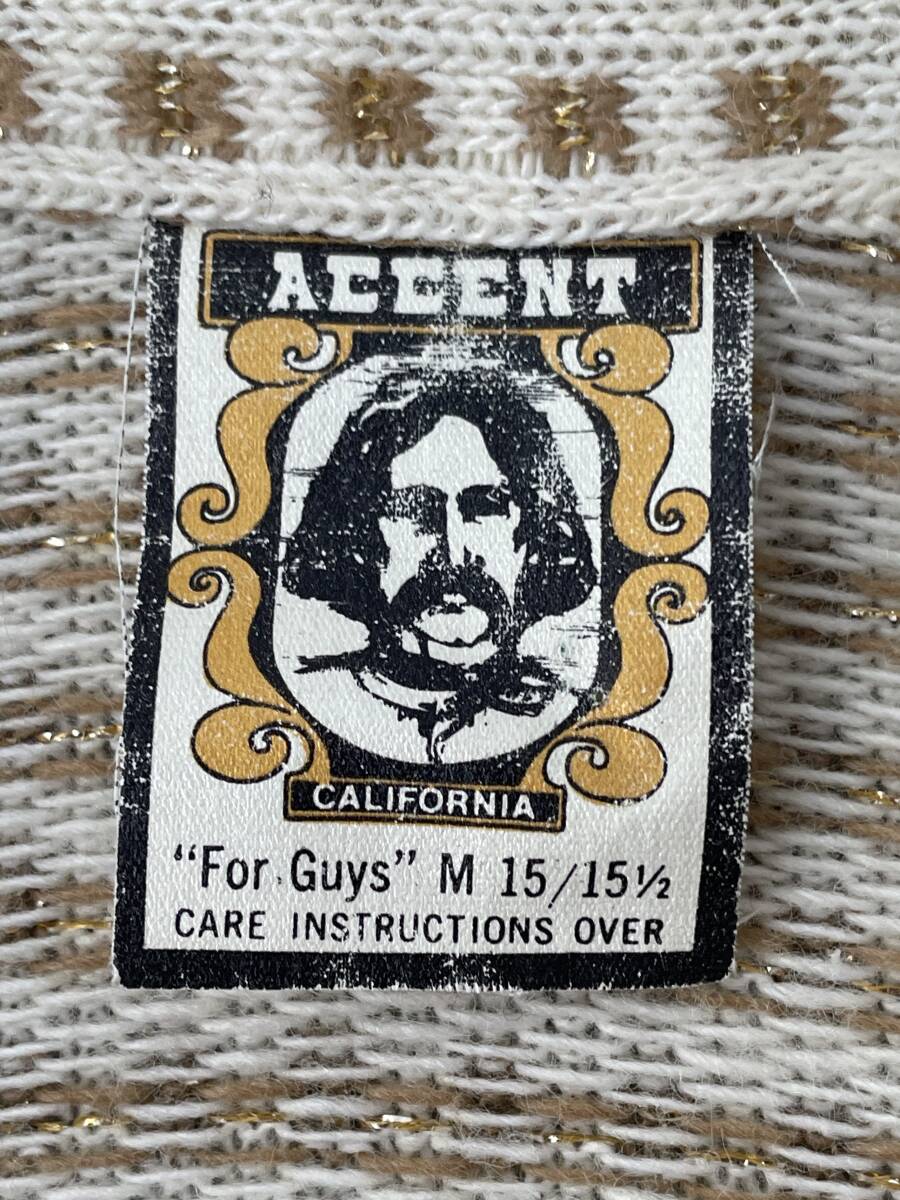 ACCENT
CALIFORNIA
“For Guys” M 15/15½
CARE INSTRUCTIONS OVER